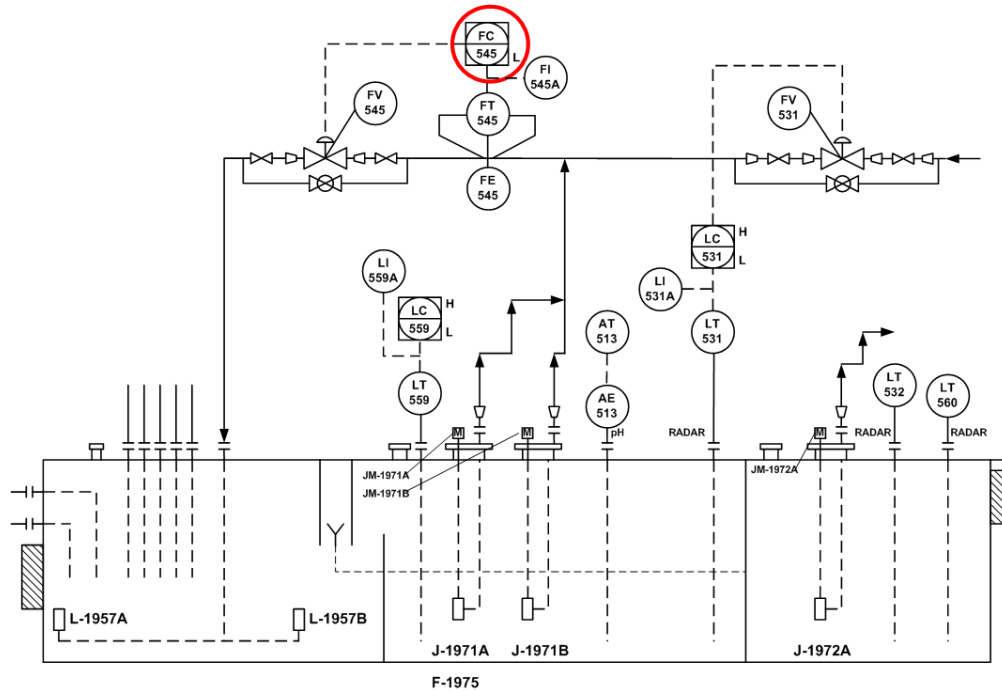 FC
545
L
FI
545A
FV
545
FT
545
FV
531
FE
545
LC
531
H
L
LI
559A
LI
531A
LC
559
H
L
AT
513
LT
531
LT
559
AE
513
pH
LT
532
LT
560
RADAR
RADAR
RADAR
M
M
M
JM-1971A
JM-1971B
JM-1972A
L-1957A
L-1957B
J-1971A
J-1971B
J-1972A
F-1975